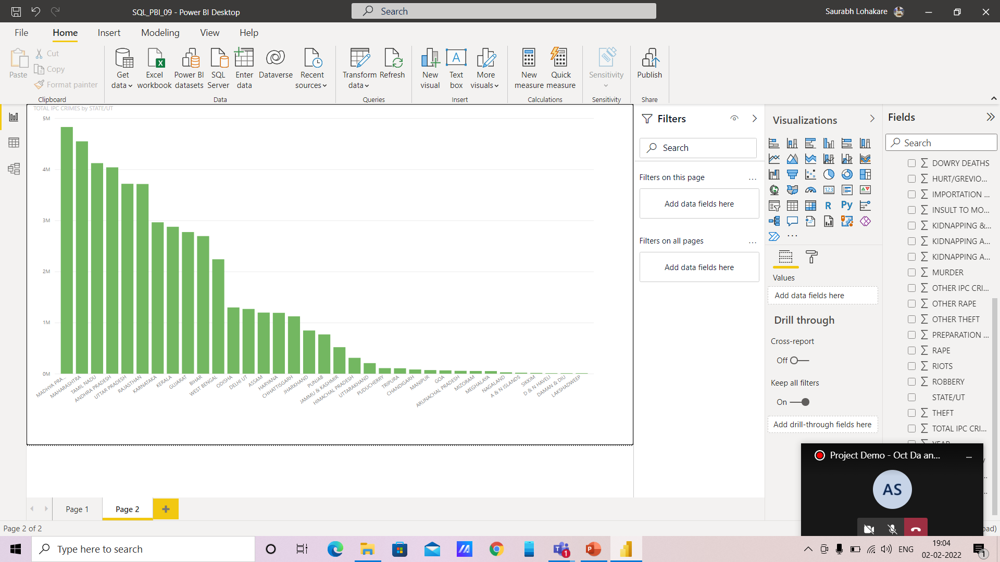 SQL_PBI_09 - Power BI Desktop
Search
Saurabh Lohakare
File Home Insert Modeling View Help
Paste
Cut
Copy
Format painter
Clipboard
Get data
Excel workbook
Power BI datasets
SQL Server
Enter data
Dataverse
Recent sources
Data
Transform data
Refresh
Queries
New visual
Text box
More visuals
Insert
New measure
Quick measure
Calculations
Sensitivity
Sensitivity
Publish
Share
TOTAL IPC CRIMES by STATE/UT
5M
4M
3M
2M
1M
0M
MADHYA PRA...
MAHARASHTRA
TAMIL NADU
ANDHRA PRADESH
UTTAR PRADESH
RAJASTHAN
KARNATAKA
KERALA
GUJARAT
BIHAR
WEST BENGAL
ODISHA
DELHI UT
ASSAM
HARYANA
CHHATTISGARH
JHARKHAND
PUNJAB
JAMMU & KASHMIR
HIMACHAL PRADESH
UTTARAKHAND
PUDUCHERRY
TRIPURA
CHANDIGARH
MANIPUR
GOA
ARUNACHAL PRADESH
MIZORAM
MEGHALAYA
NAGALAND
A & N ISLANDS
SIKKIM
D & N HAVELI
DAMAN & DIU
LAKSHADWEEP
Filters
Search
Filters on this page ...
Add data fields here
Filters on all pages ...
Add data fields here
Visualizations
123
R
Py
...
Values
Add data fields here
Drill through
Cross-report
Off
Keep all filters
On
Add drill-through fields here
Fields
Search
DOWRY DEATHS
HURT/GREVIO...
IMPORTATION ...
INSULT TO MO...
KIDNAPPING &...
KIDNAPPING A...
KIDNAPPING A...
MURDER
OTHER IPC CRI...
OTHER RAPE
OTHER THEFT
PREPARATION ...
RAPE
RIOTS
ROBBERY
STATE/UT
THEFT
TOTAL IPC CRI...
YEAR
Project Demo - Oct Da an...
AS
Page 1
Page 2
Page 2 of 2
Type here to search
1
ENG
19:04
02-02-2022
1